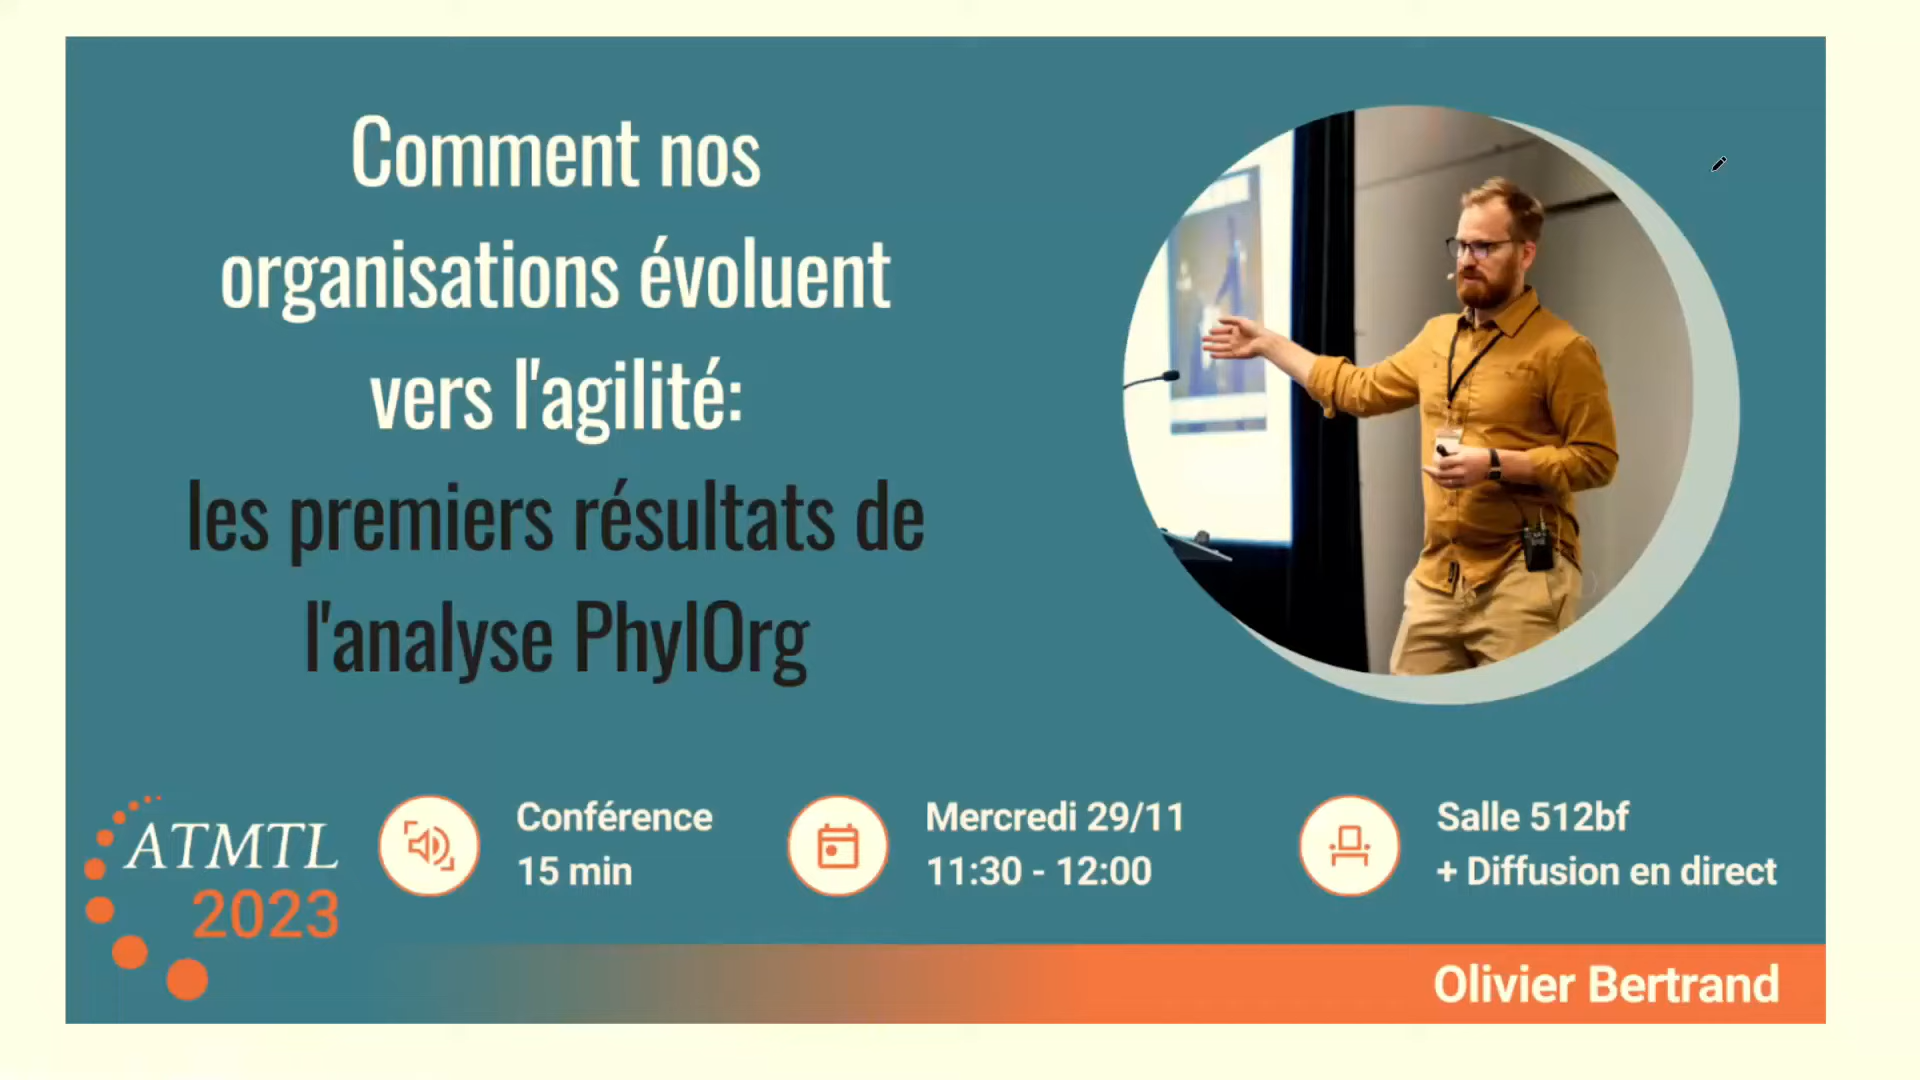 Comment nos
organisations évoluent
vers l'agilité:
les premiers résultats de
l'analyse PhylOrg
ATMTL
2023
Conférence
15 min
Mercredi 29/11
11:30 - 12:00
Salle 512bf
+ Diffusion en direct
Olivier Bertrand